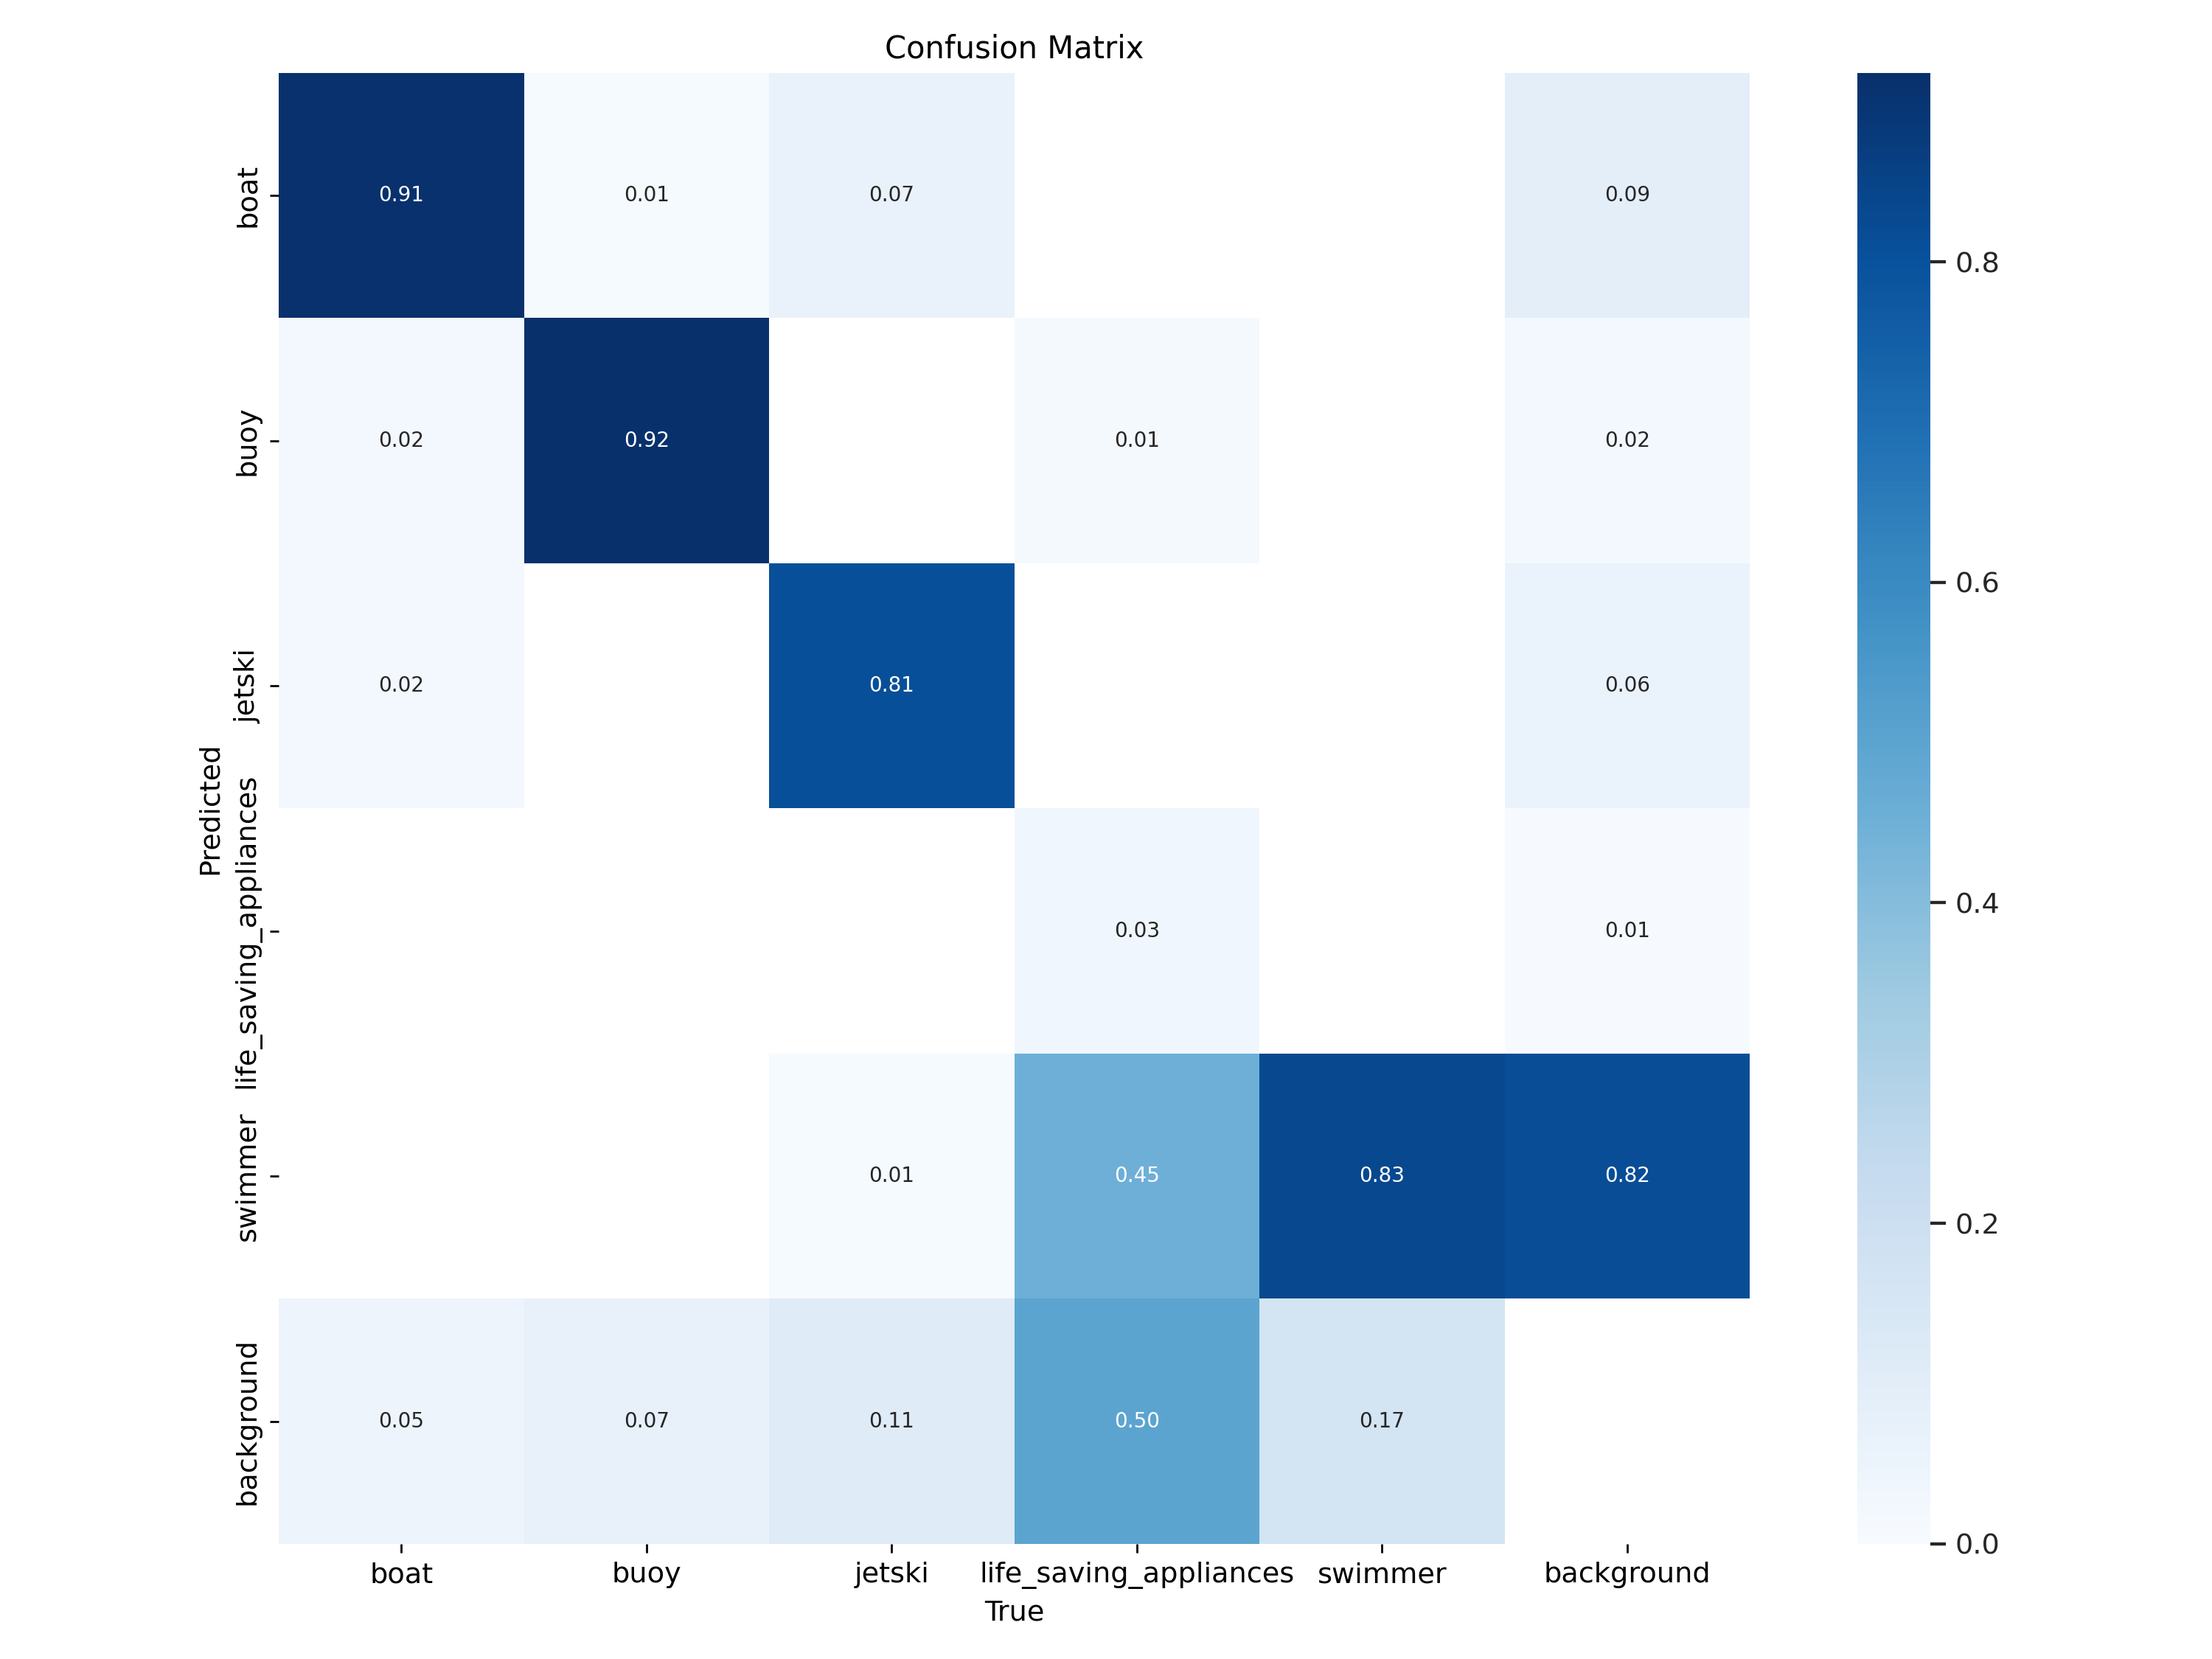 Confusion Matrix
boat
0.91
0.01
0.07
0.09
0.8
buoy
0.02
0.92
0.01
0.02
0.6
jetski
0.02
0.81
0.06
Predicted
0.4
life_saving_appliances
0.03
0.01
swimmer
0.01
0.45
0.83
0.82
0.2
background
0.05
0.07
0.11
0.50
0.17
0.0
boat
buoy
jetski
life_saving_appliances
swimmer
background
True